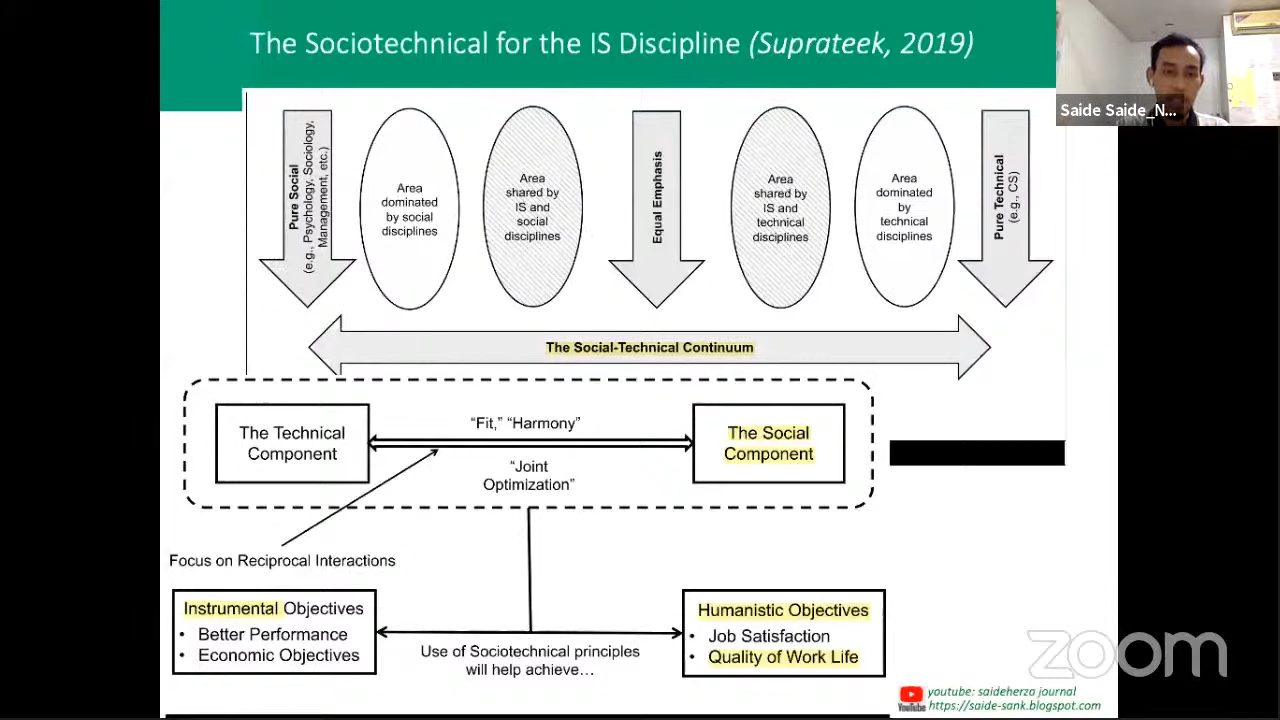 The Sociotechnical for the IS Discipline (Suprateek, 2019)
Saide Saide_N...
Pure Social
(e.g., Psychology, Sociology,
Management, etc.)
Area
dominated
by social
disciplines
Area
shared by
IS and
social
disciplines
Equal Emphasis
Area
shared by
IS and
technical
disciplines
Area
dominated
by
technical
disciplines
Pure Technical
(e.g., CS)
The Social-Technical Continuum
The Technical
Component
“Fit,” “Harmony”
“Joint
Optimization”
The Social
Component
Focus on Reciprocal Interactions
Instrumental Objectives
• Better Performance
• Economic Objectives
Use of Sociotechnical principles
will help achieve…
Humanistic Objectives
• Job Satisfaction
• Quality of Work Life
zoom
YouTube
youtube: saideherza journal
https://saide-sank.blogspot.com